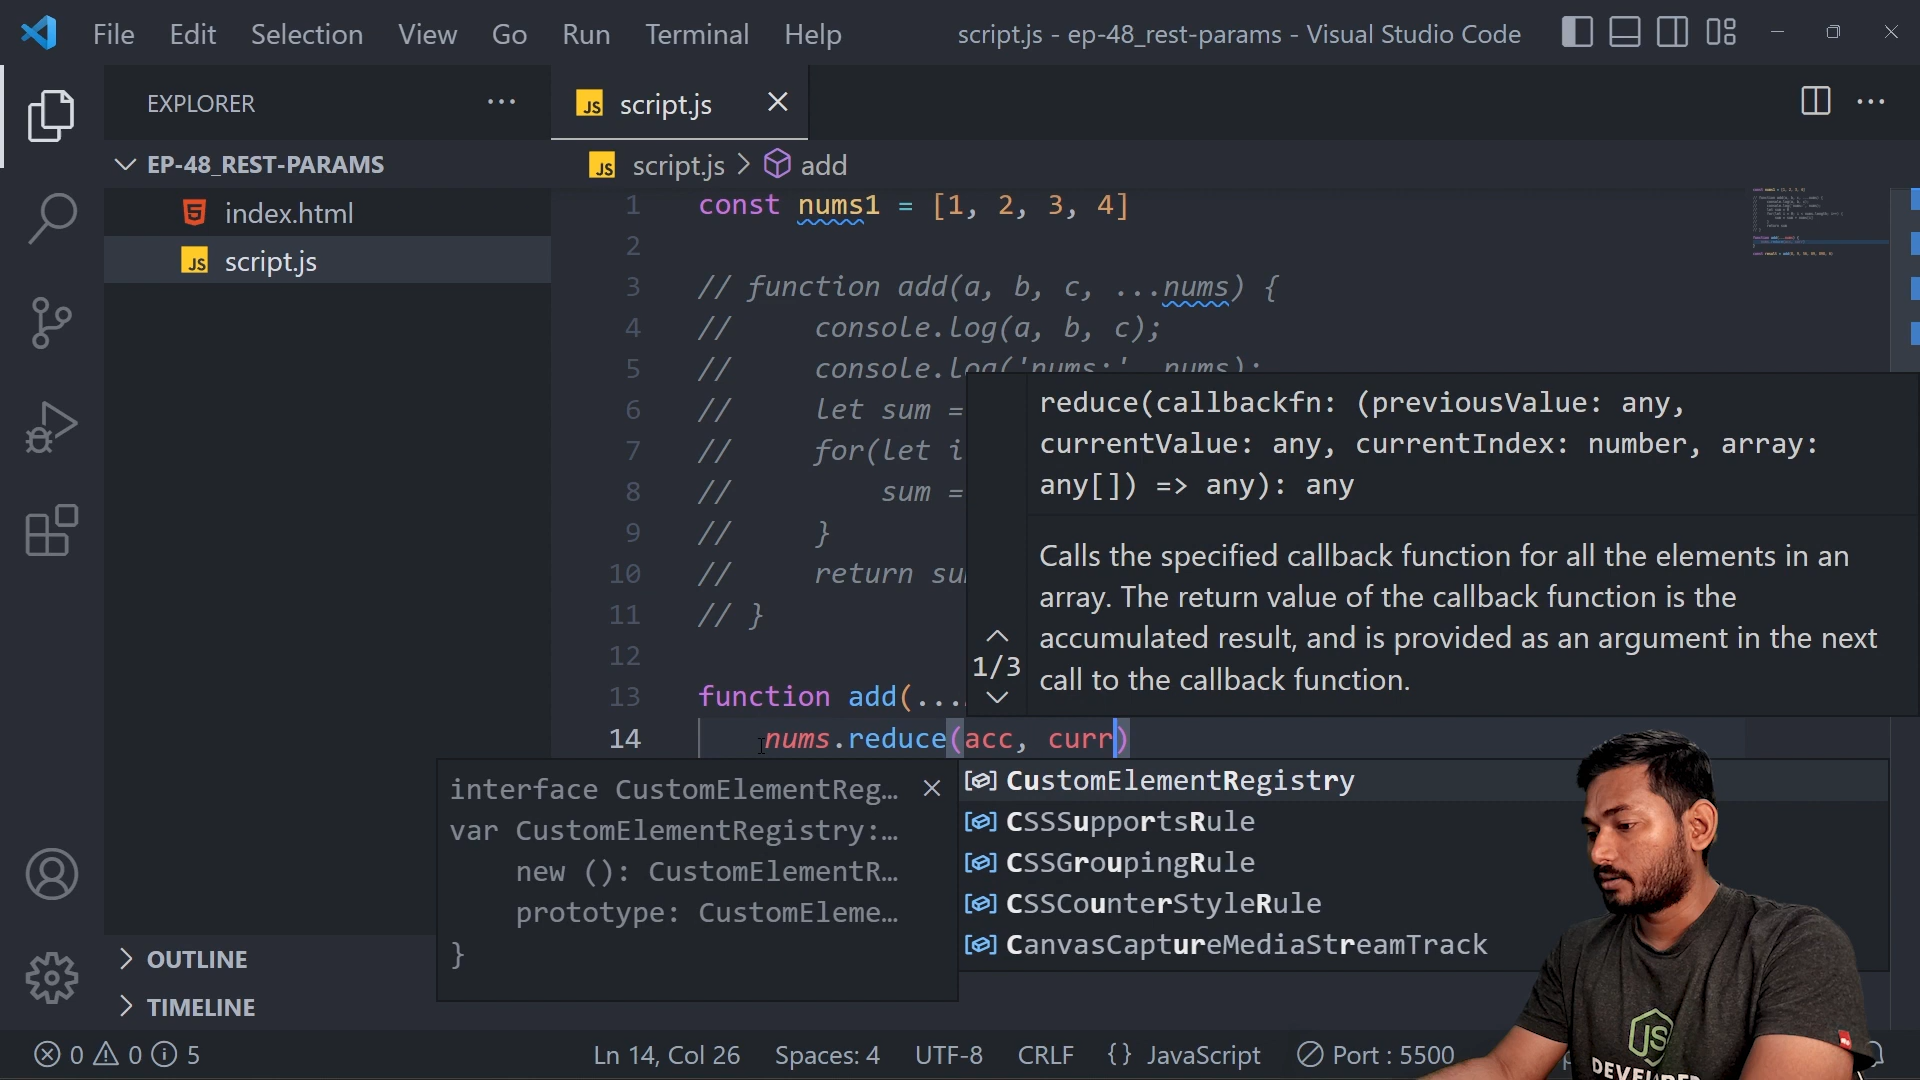 File Edit Selection View Go Run Terminal Help script.js - ep-48_rest-params - Visual Studio Code
EXPLORER
script.js
EP-48_REST-PARAMS
script.js > add
index.html
script.js
1 const nums1 = [1, 2, 3, 4]
2
3 // function add(a, b, c, ...nums) {
4 //     console.log(a, b, c);
5 //     console.log('nums:', nums);
6 //     let sum =
7 //     for(let i
8 //         sum =
9 //     }
10 //     return su
11 // }
12
13 function add(...
14     nums.reduce(acc, curr)
reduce(callbackfn: (previousValue: any,
currentValue: any, currentIndex: number, array:
any[]) => any): any
Calls the specified callback function for all the elements in an
array. The return value of the callback function is the
accumulated result, and is provided as an argument in the next
call to the callback function.
1/3
interface CustomElementReg…
var CustomElementRegistry:…
new (): CustomElementR…
prototype: CustomEleme…
}
CustomElementRegistry
CSSSupportsRule
CSSGroupingRule
CSSCounterStyleRule
CanvasCaptureMediaStreamTrack
OUTLINE
TIMELINE
0 0 5 Ln 14, Col 26 Spaces: 4 UTF-8 CRLF {} JavaScript Port : 5500
JS